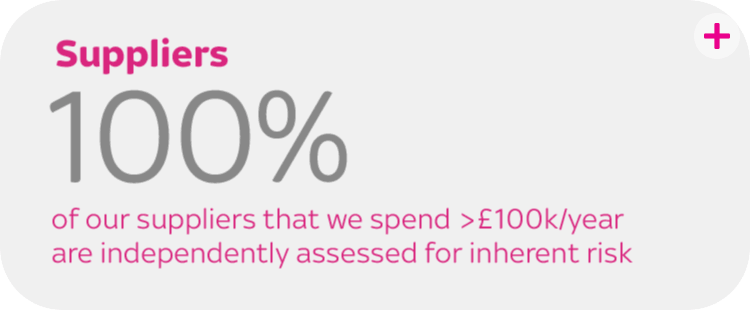 Suppliers
100%
of our suppliers that we spend >£100k/year
are independently assessed for inherent risk